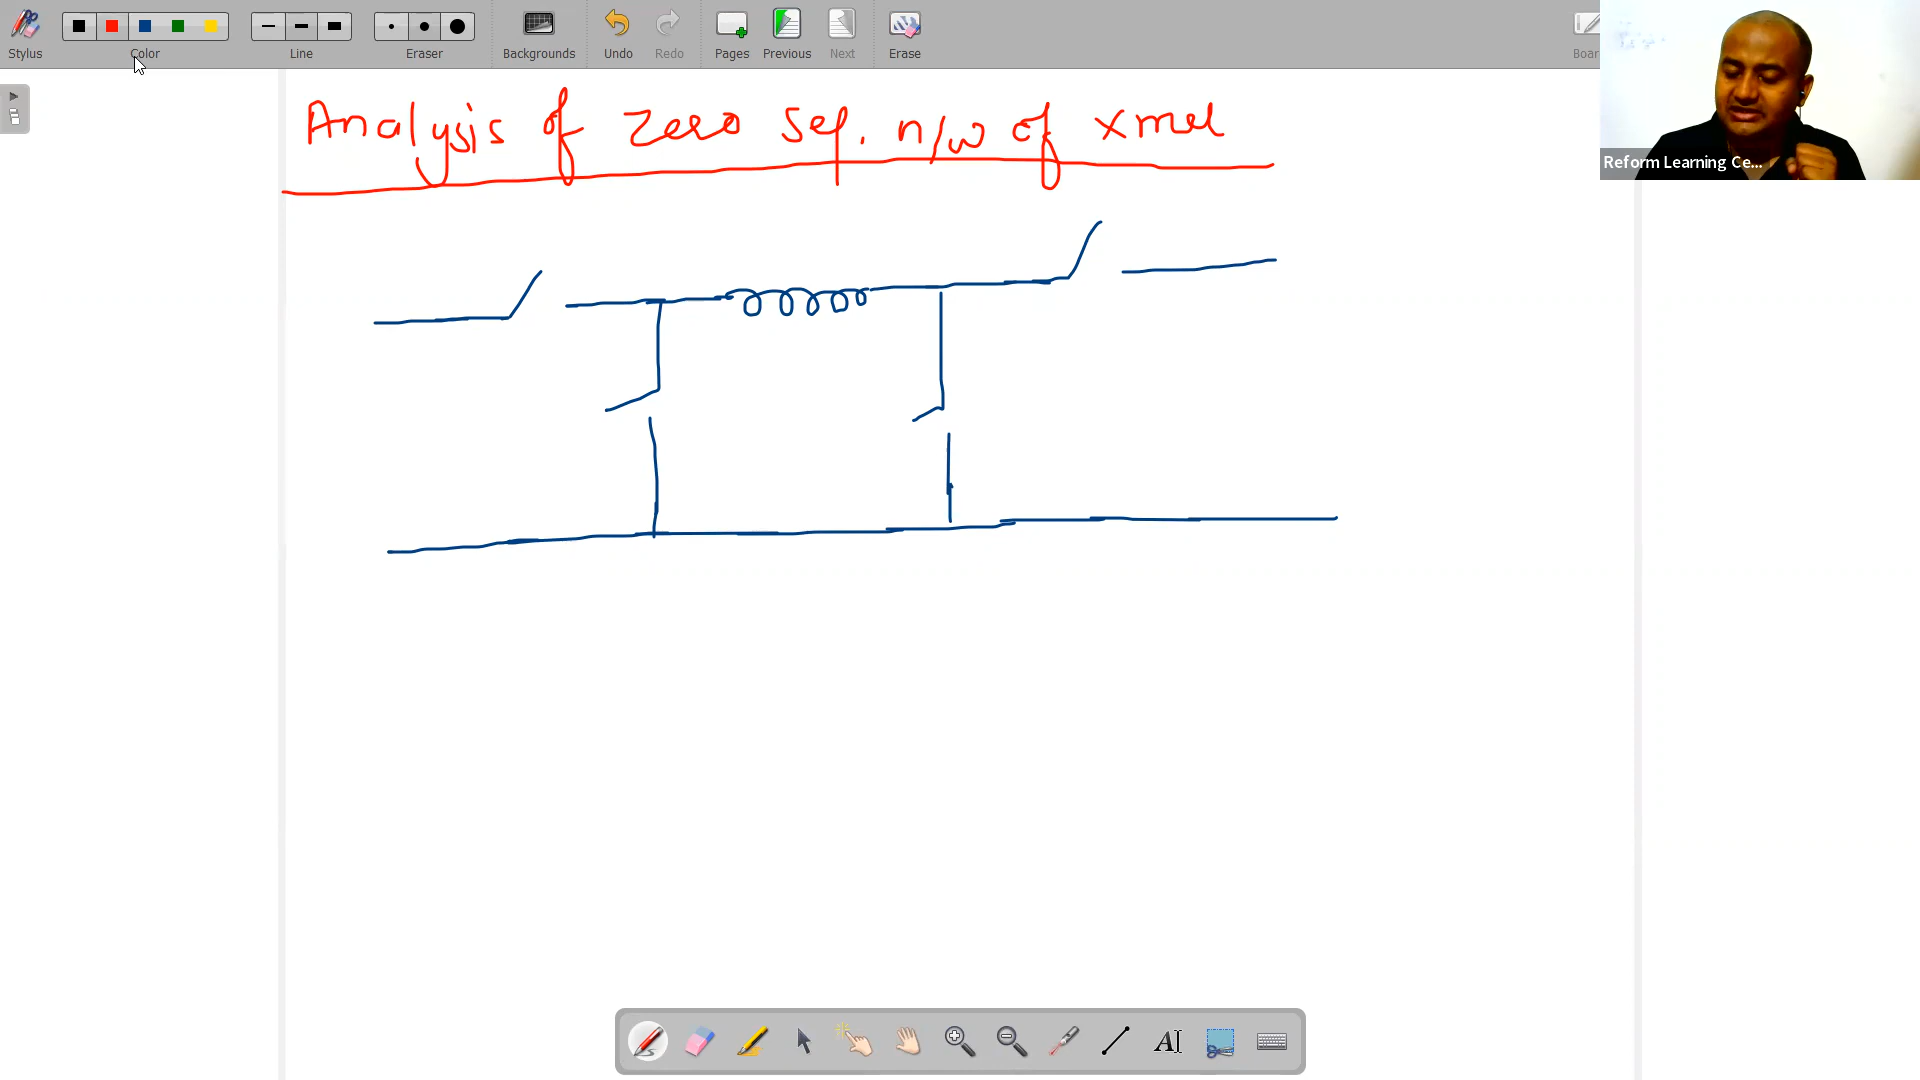 Stylus Color Line Eraser Backgrounds Undo Redo Pages Previous Next Erase Boar
Analysis of Zero Seq. n/w of xmer
Reform Learning Ce...